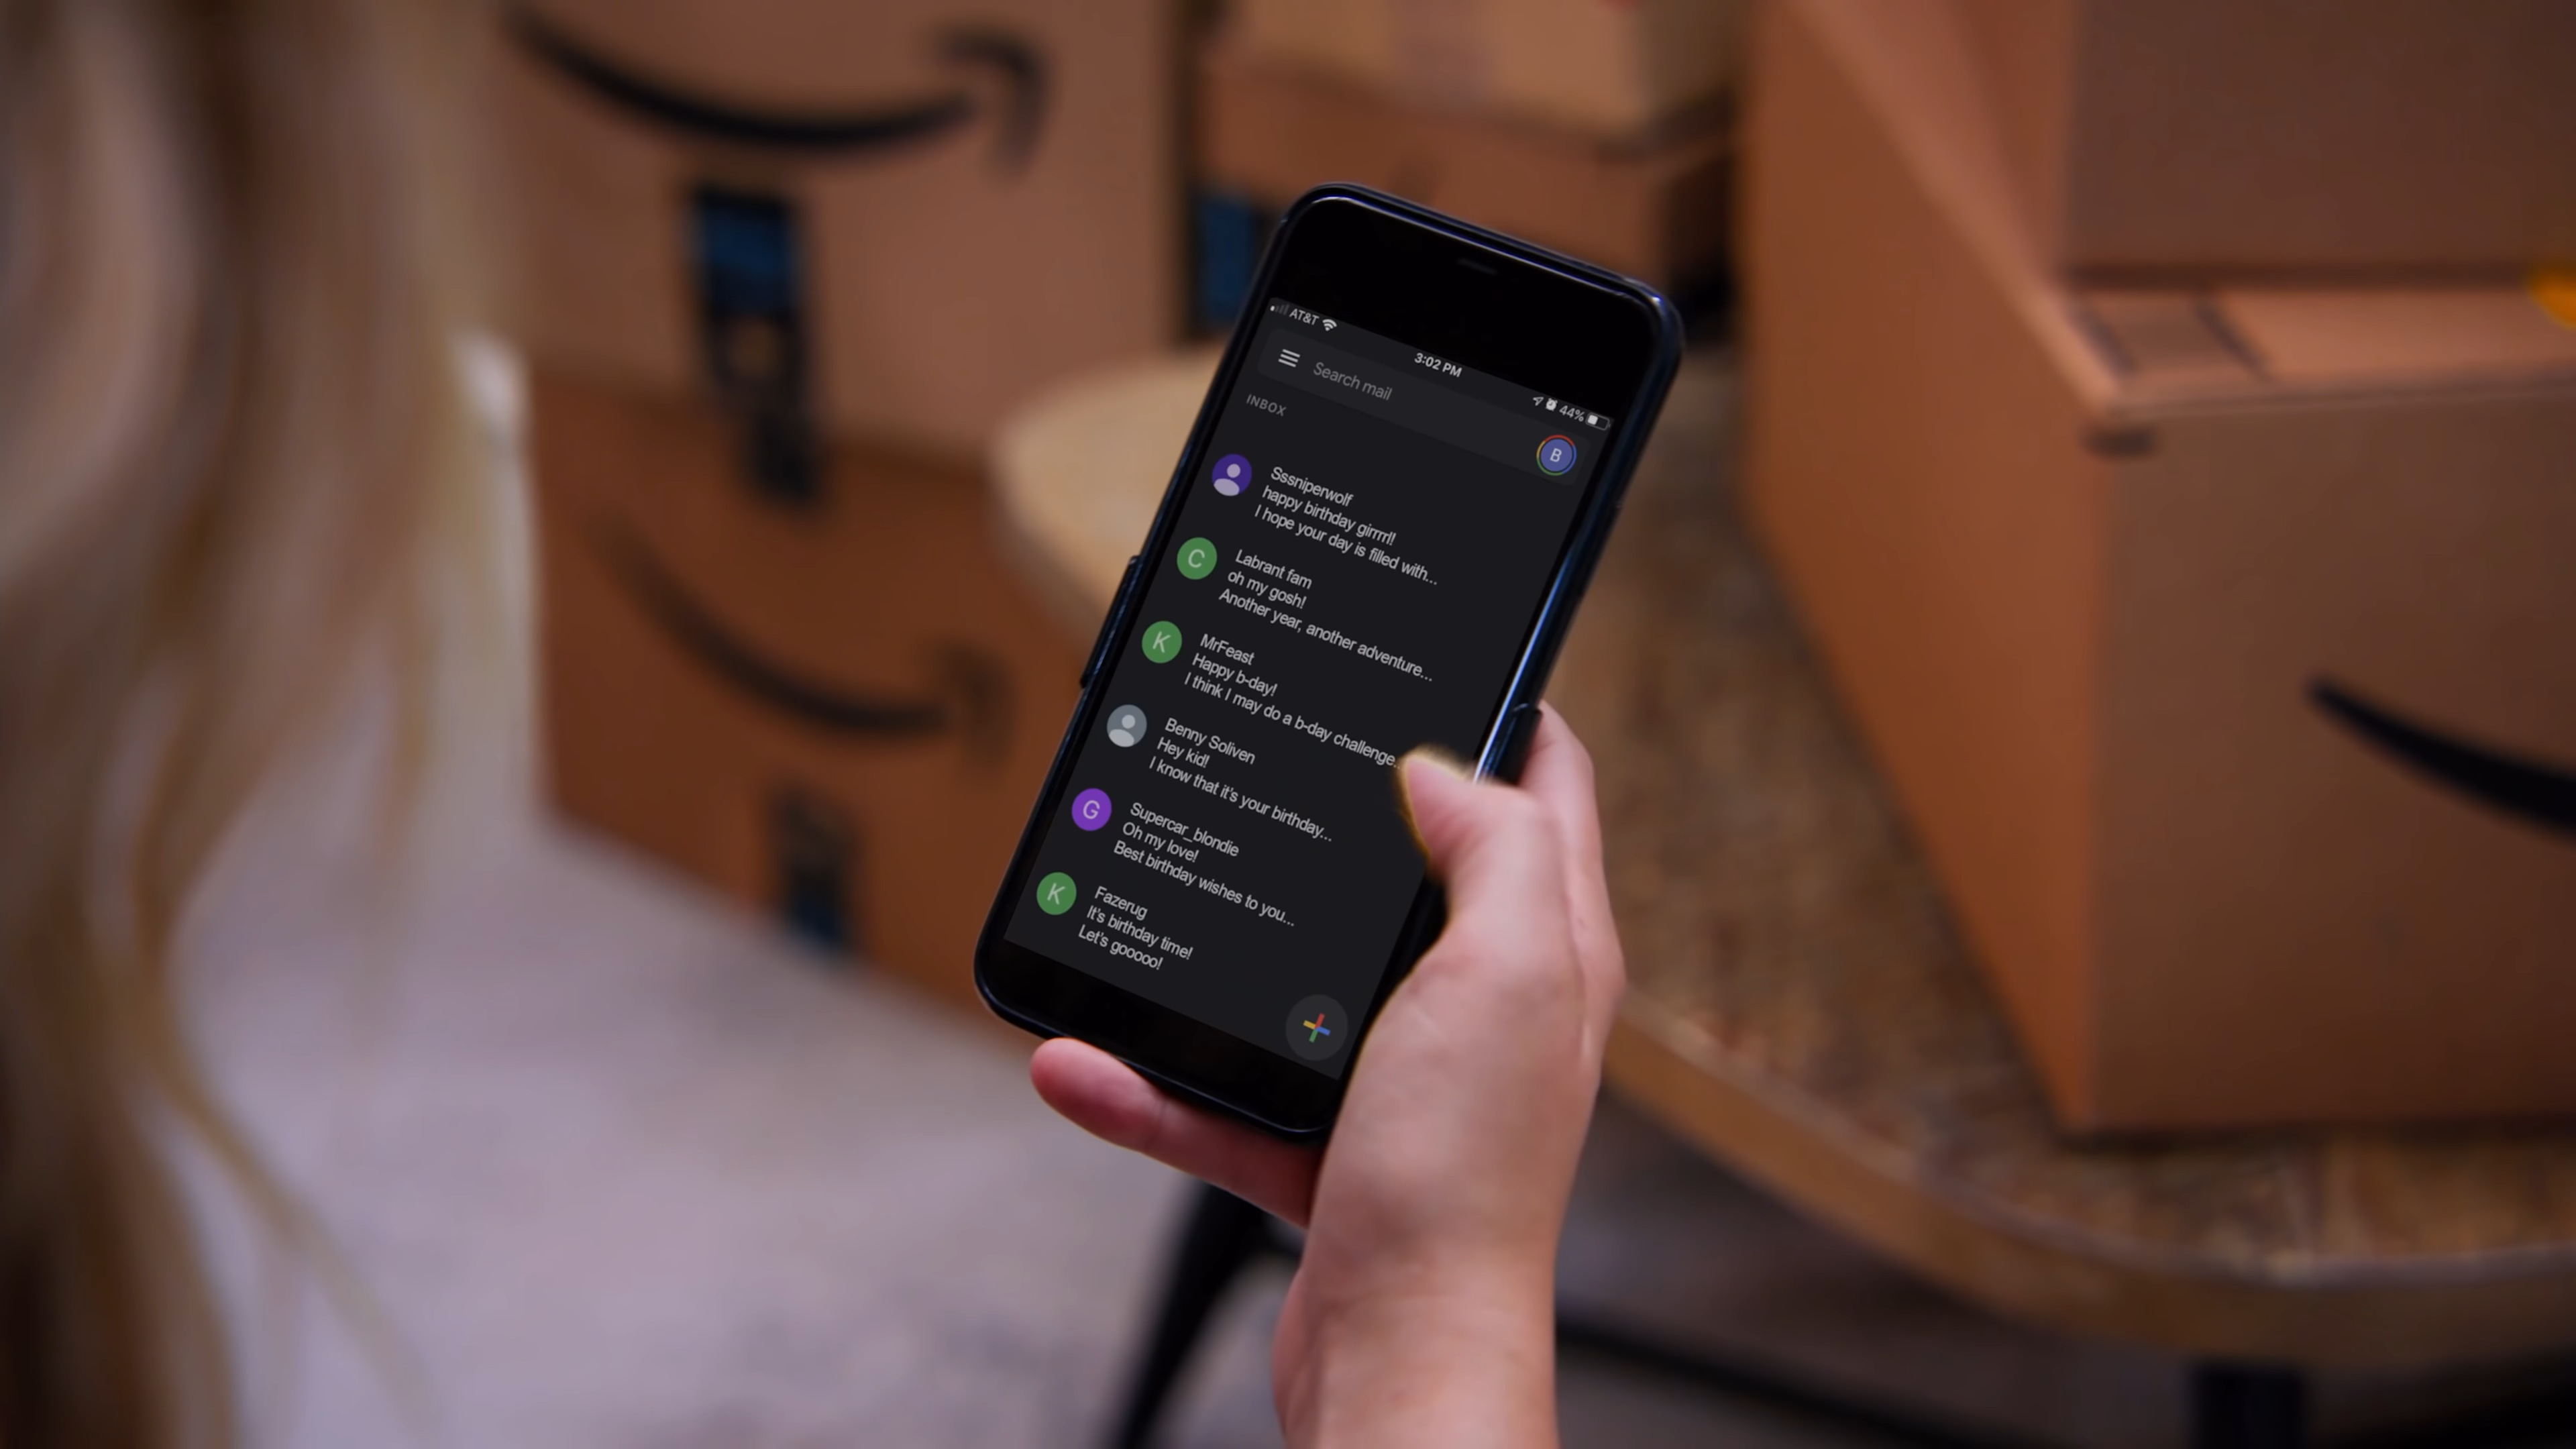 AT&T
3:02 PM
44%
Search mail
B
INBOX
Sssniperwolf
happy birthday girrrl!
I hope your day is filled with...
C
Labrant fam
oh my gosh!
Another year, another adventure...
K
MrFeast
Happy b-day!
I think I may do a b-day challenge...
Benny Soliven
Hey kid!
I know that it's your birthday...
G
Supercar_blondie
Oh my love!
Best birthday wishes to you...
K
Fazerug
It's birthday time!
Let's gooooo!